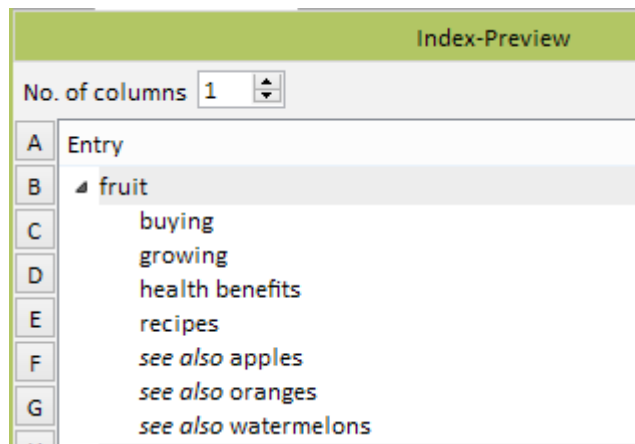 Index-Preview
No. of columns 1
A
Entry
B
fruit
C
buying
growing
D
health benefits
E
recipes
F
see also apples
see also oranges
G
see also watermelons